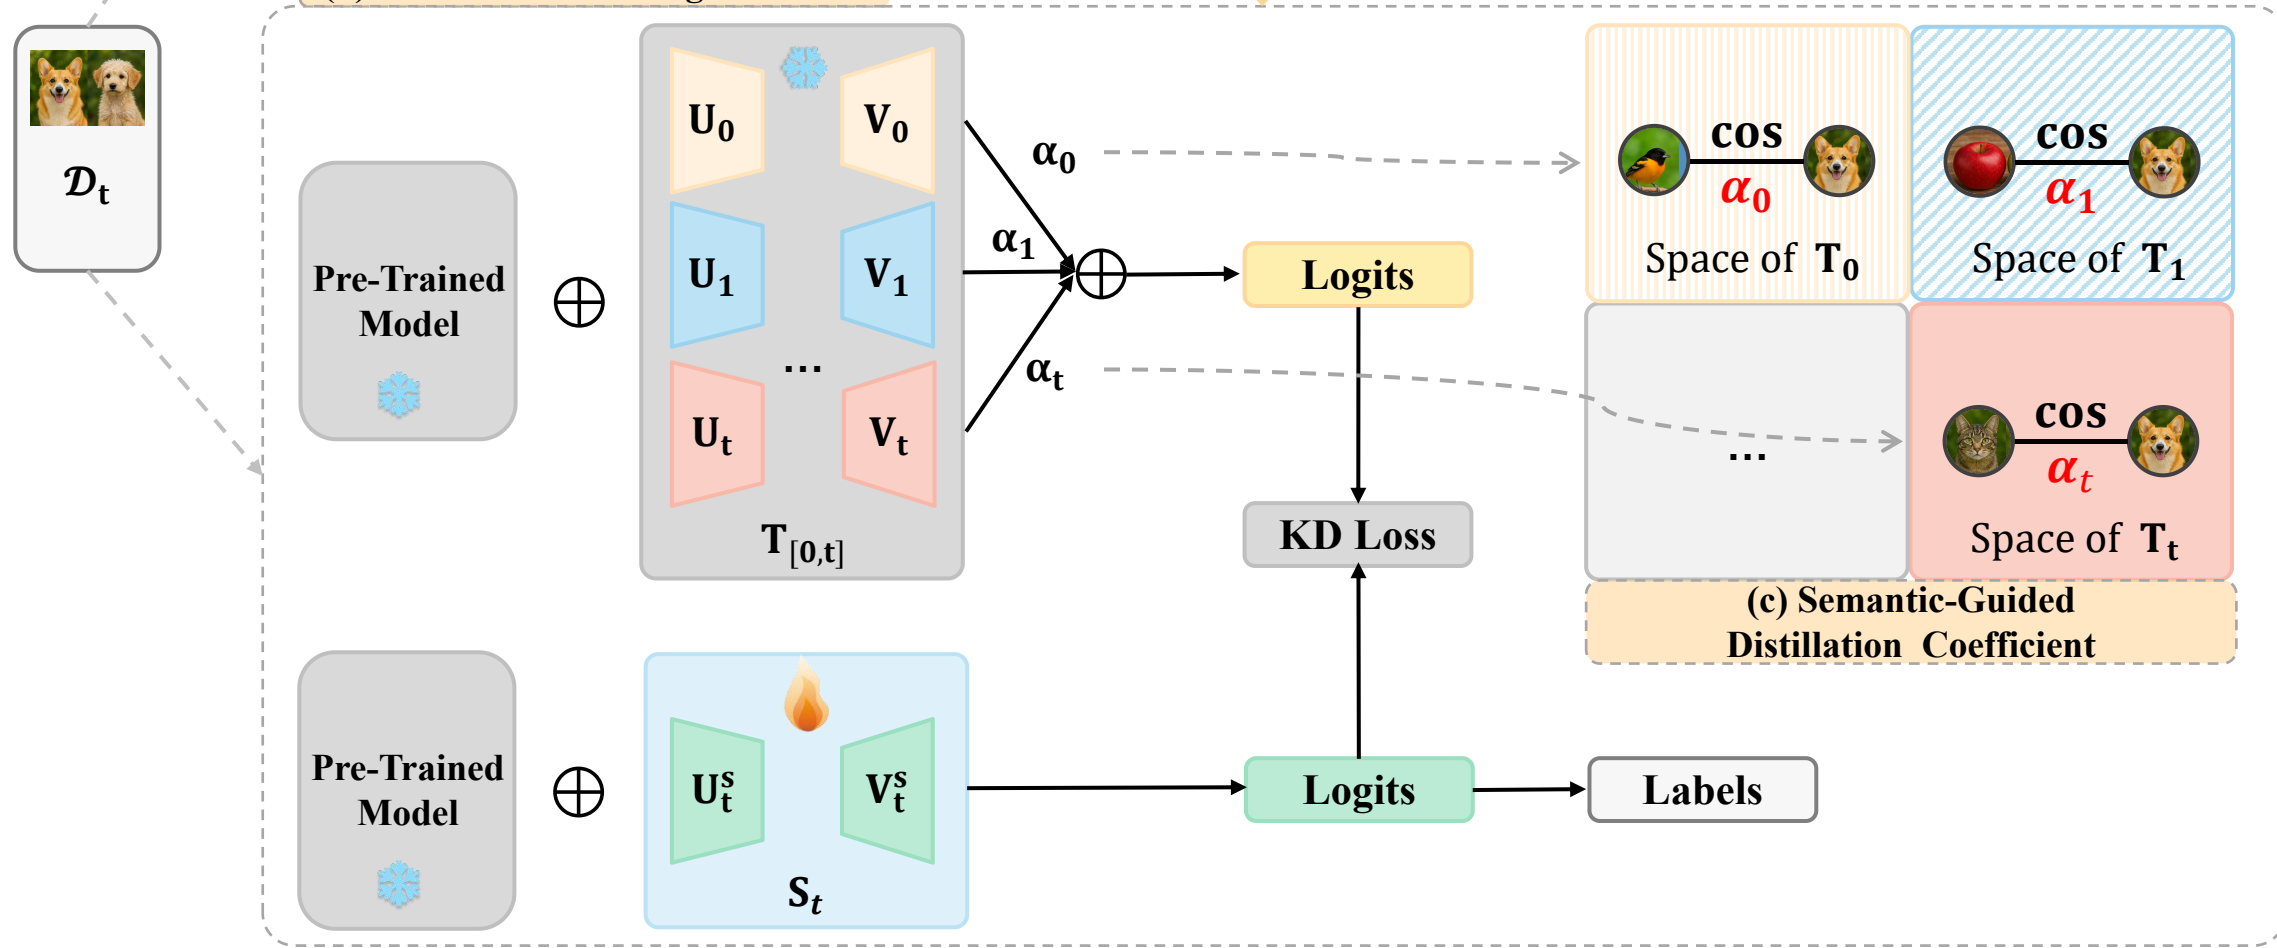 𝒟ₜ
Pre-Trained
Model
U₀
V₀
U₁
V₁
...
Uₜ
Vₜ
T[0,t]
α₀
α₁
αₜ
Logits
KD Loss
cos
α₀
Space of T₀
cos
α₁
Space of T₁
...
cos
αₜ
Space of Tₜ
(c) Semantic-Guided
Distillation Coefficient
Pre-Trained
Model
Uₜˢ
Vₜˢ
Sₜ
Logits
Labels